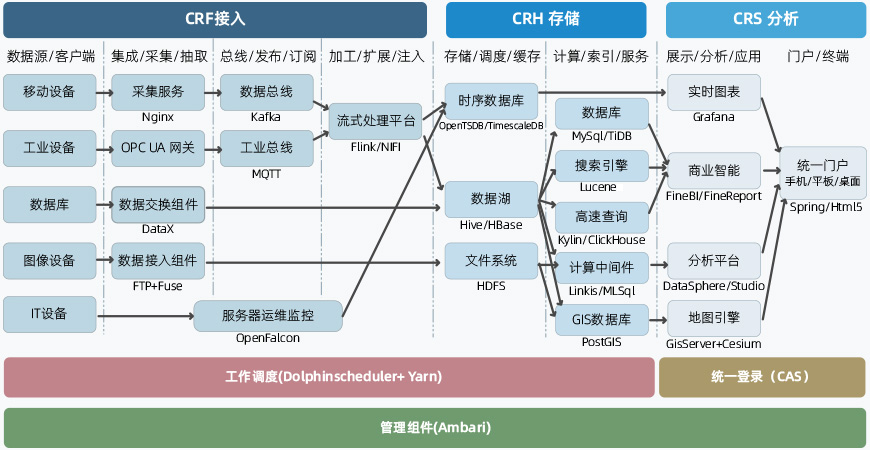 CRF接入
CRH 存储
CRS 分析
数据源/客户端
集成/采集/抽取
总线/发布/订阅
加工/扩展/注入
存储/调度/缓存
计算/索引/服务
展示/分析/应用
门户/终端
移动设备
采集服务
Nginx
数据总线
Kafka
流式处理平台
Flink/NIFI
时序数据库
OpenTSDB/TimescaleDB
数据库
MySql/TiDB
实时图表
Grafana
工业设备
OPC UA 网关
工业总线
MQTT
搜索引擎
Lucene
商业智能
FineBI/FineReport
统一门户
手机/平板/桌面
Spring/Html5
数据库
数据交换组件
DataX
数据湖
Hive/HBase
高速查询
Kylin/ClickHouse
图像设备
数据接入组件
FTP+Fuse
文件系统
HDFS
计算中间件
Linkis/MLSql
分析平台
DataSphere/Studio
IT设备
服务器运维监控
OpenFalcon
GIS数据库
PostGIS
地图引擎
GisServer+Cesium
工作调度(Dolphinscheduler+ Yarn)
统一登录（CAS）
管理组件(Ambari)